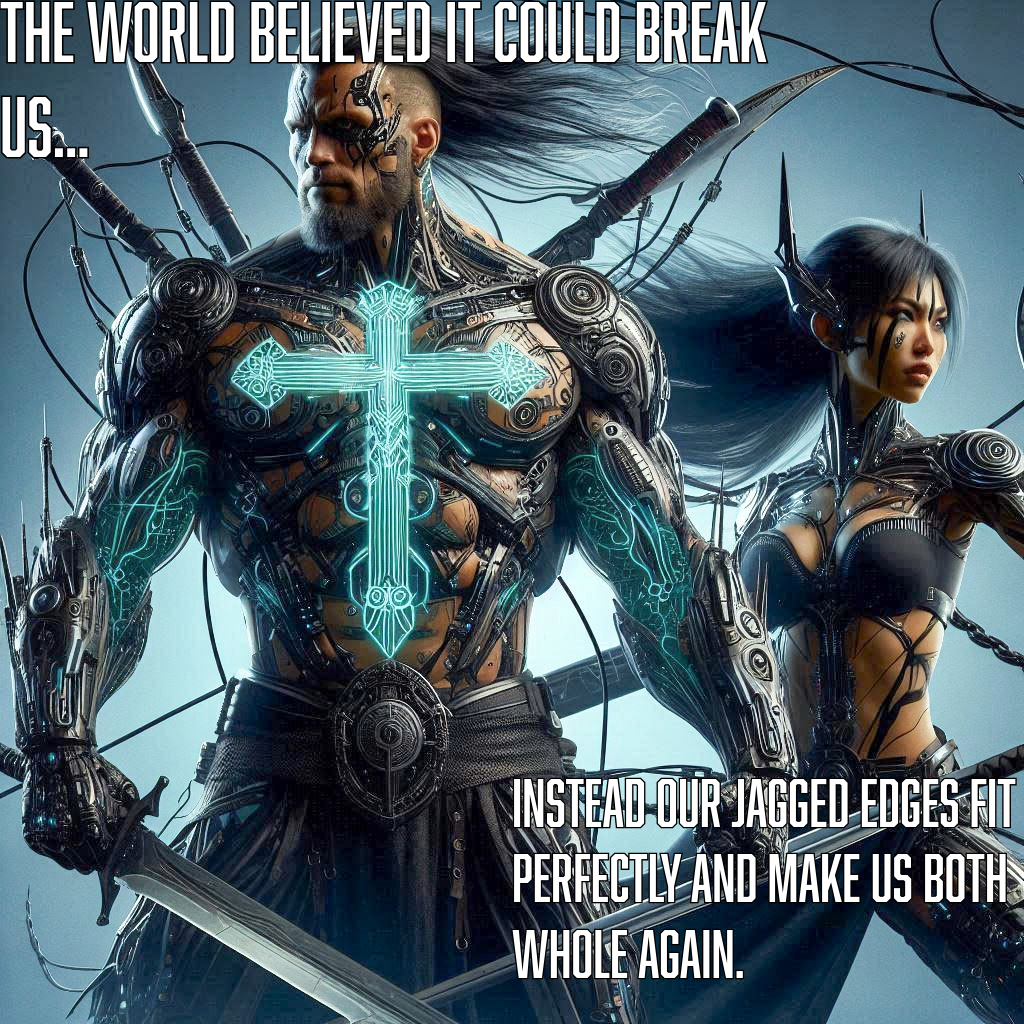 THE WORLD BELIEVED IT COULD BREAK
US...
INSTEAD OUR JAGGED EDGES FIT
PERFECTLY AND MAKE US BOTH
WHOLE AGAIN.